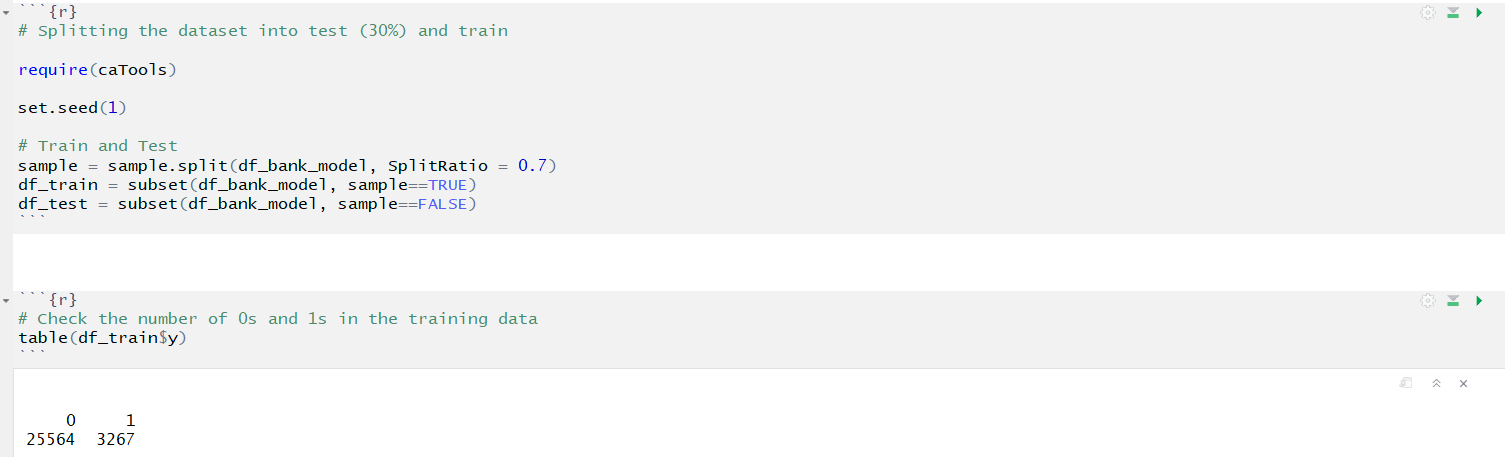 ```{r}
# Splitting the dataset into test (30%) and train
require(caTools)
set.seed(1)
# Train and Test
sample = sample.split(df_bank_model, SplitRatio = 0.7)
df_train = subset(df_bank_model, sample==TRUE)
df_test = subset(df_bank_model, sample==FALSE)
```
```{r}
# Check the number of 0s and 1s in the training data
table(df_train$y)
```
0 1
25564 3267